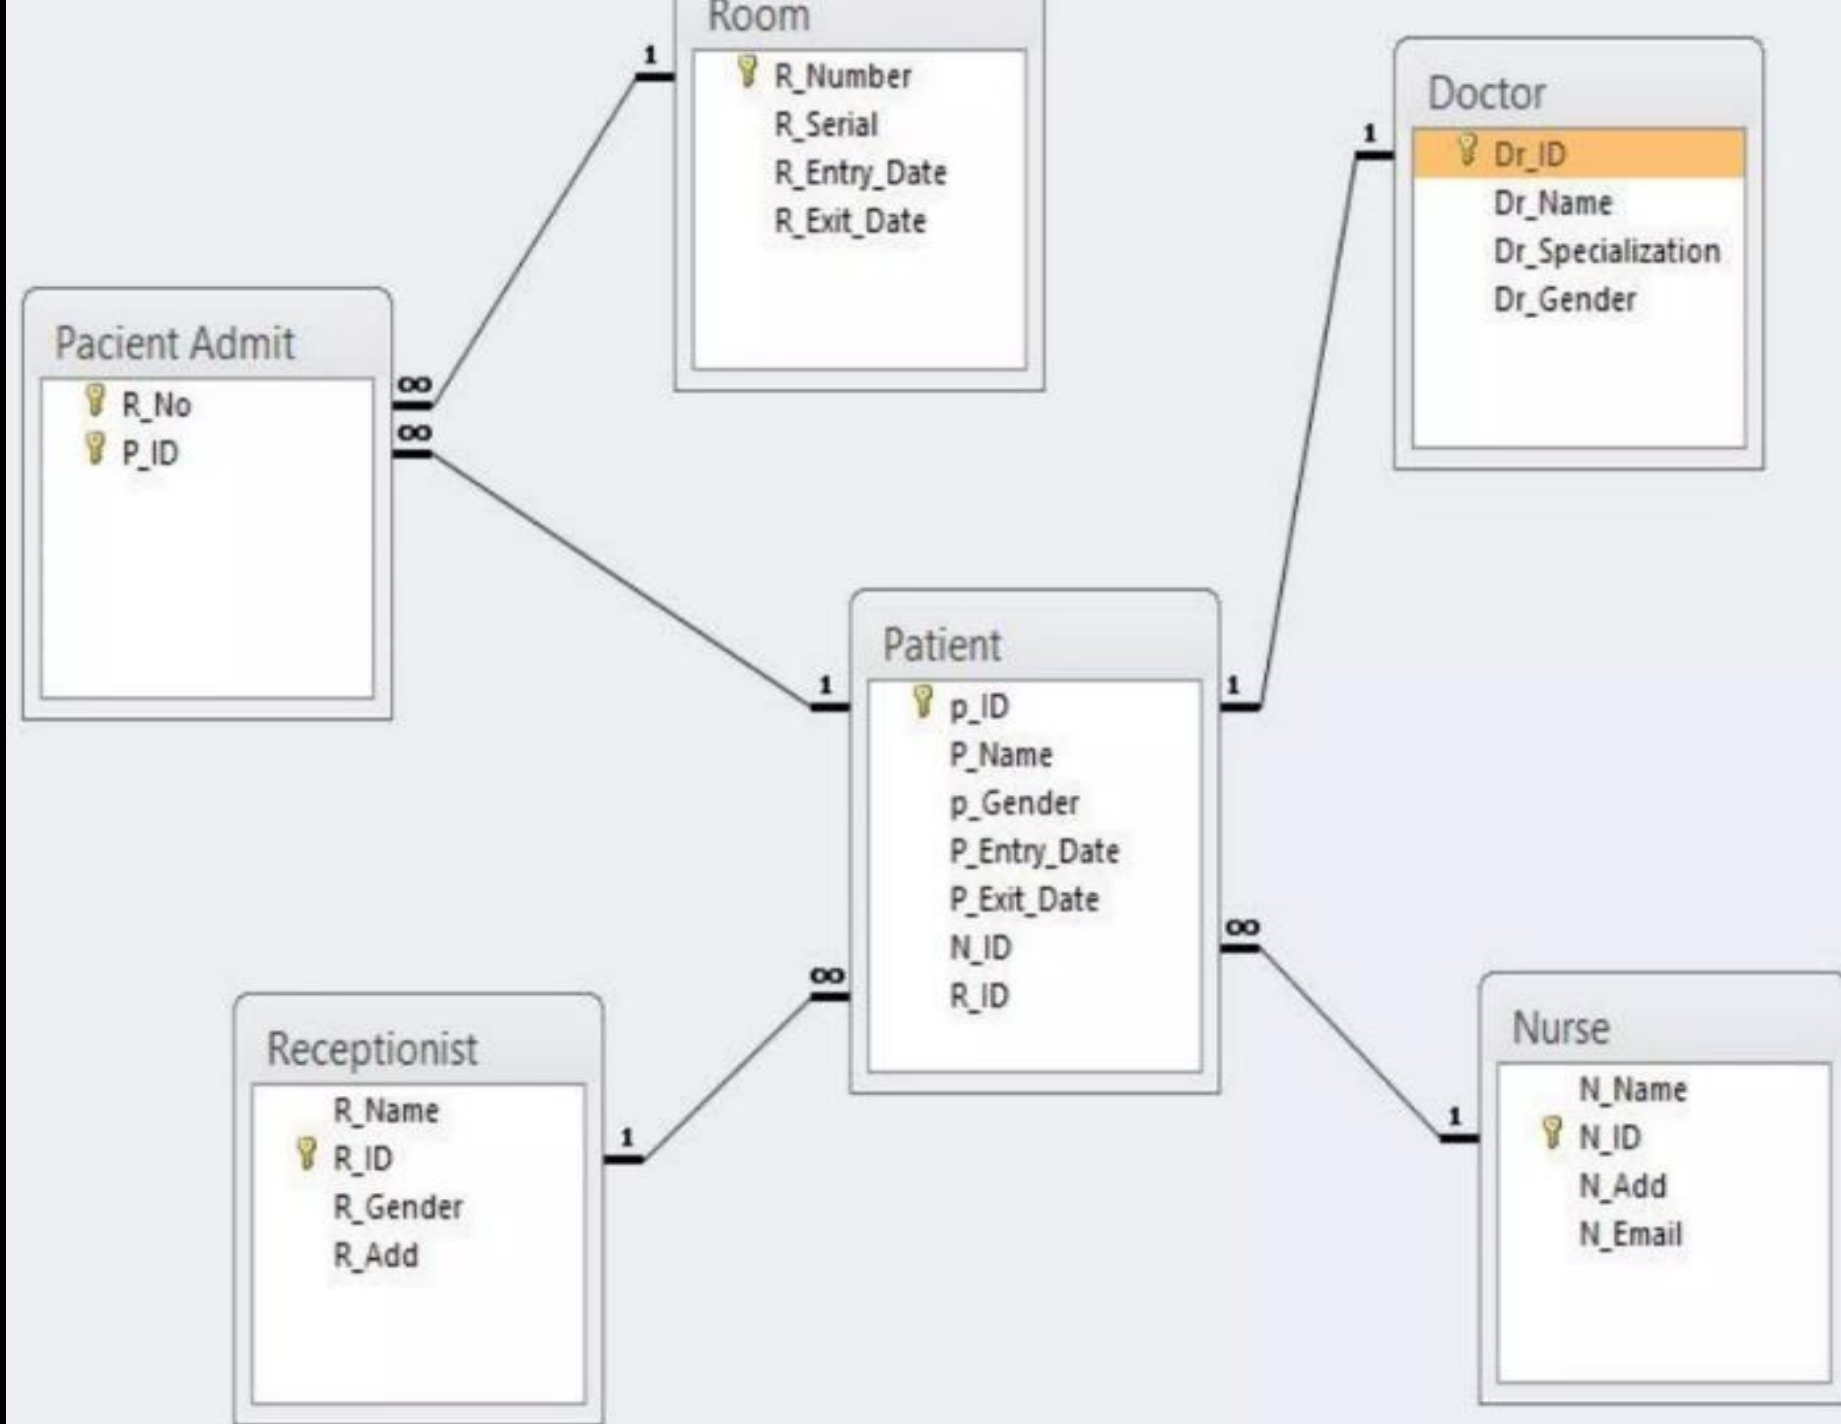 Room
R_Number
R_Serial
R_Entry_Date
R_Exit_Date
1
Doctor
Dr_ID
Dr_Name
Dr_Specialization
Dr_Gender
1
Pacient Admit
R_No
P_ID
∞
∞
Patient
p_ID
P_Name
p_Gender
P_Entry_Date
P_Exit_Date
N_ID
R_ID
1
1
∞
∞
Receptionist
R_Name
R_ID
R_Gender
R_Add
1
Nurse
N_Name
N_ID
N_Add
N_Email
1